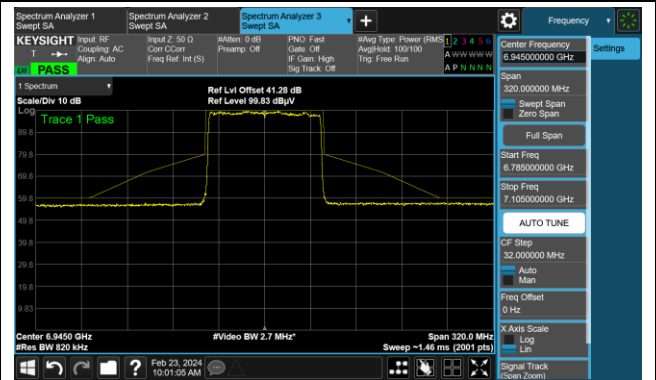 Spectrum Analyzer 1
Swept SA
Spectrum Analyzer 2
Swept SA
Spectrum Analyzer 3
Swept SA
Frequency
KEYSIGHT
Input: RF
Coupling: AC
Align: Auto
Input Z: 50 Ω
Corr CCorr
Freq Ref: Int (S)
#Atten: 0 dB
Preamp: Off
PNO: Fast
Gate: Off
IF Gain: High
Sig Track: Off
#Avg Type: Power (RMS
Avg|Hold: 100/100
Trig: Free Run
1 2 3 4 5 6
A W W W W W
A P N N N N
T
PASS
1 Spectrum
Scale/Div 10 dB
Ref Lvl Offset 41.28 dB
Ref Level 99.83 dBµV
Log
Trace 1 Pass
89.8
79.8
69.8
59.8
49.8
39.8
29.8
19.8
9.83
Center 6.9450 GHz
#Res BW 820 kHz
#Video BW 2.7 MHz*
Span 320.0 MHz
Sweep ~1.46 ms (2001 pts)
Feb 23, 2024
10:01:05 AM
Center Frequency
6.945000000 GHz
Span
320.000000 MHz
Swept Span
Zero Span
Full Span
Start Freq
6.785000000 GHz
Stop Freq
7.105000000 GHz
AUTO TUNE
CF Step
32.000000 MHz
Auto
Man
Freq Offset
0 Hz
X Axis Scale
Log
Lin
Signal Track
(Span Zoom)
Settings